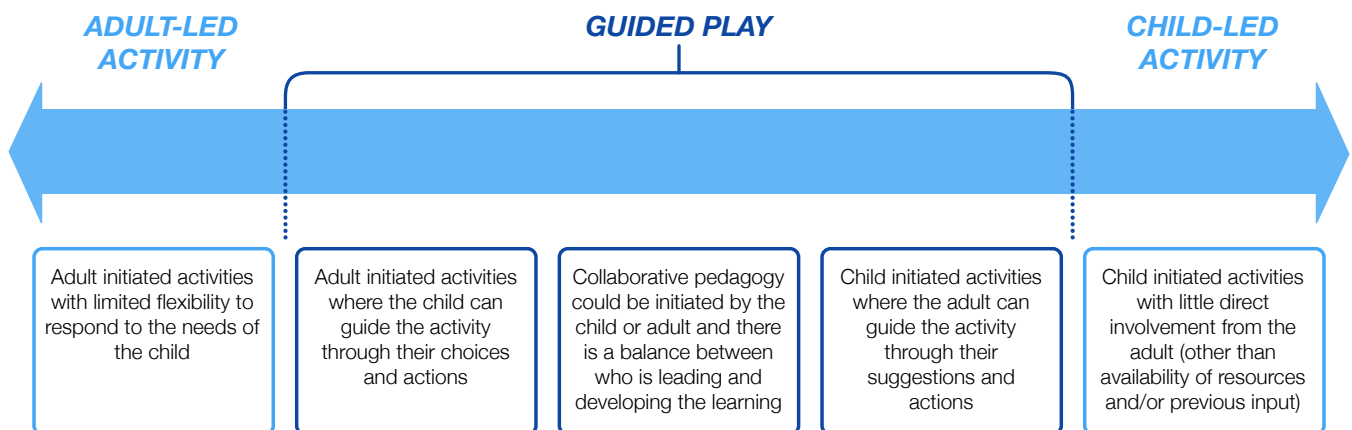 ADULT-LED
ACTIVITY
GUIDED PLAY
CHILD-LED
ACTIVITY
Adult initiated activities
with limited flexibility to
respond to the needs of
the child
Adult initiated activities
where the child can
guide the activity
through their choices
and actions
Collaborative pedagogy
could be initiated by the
child or adult and there
is a balance between
who is leading and
developing the learning
Child initiated activities
where the adult can
guide the activity
through their
suggestions and
actions
Child initiated activities
with little direct
involvement from the
adult (other than
availability of resources
and/or previous input)